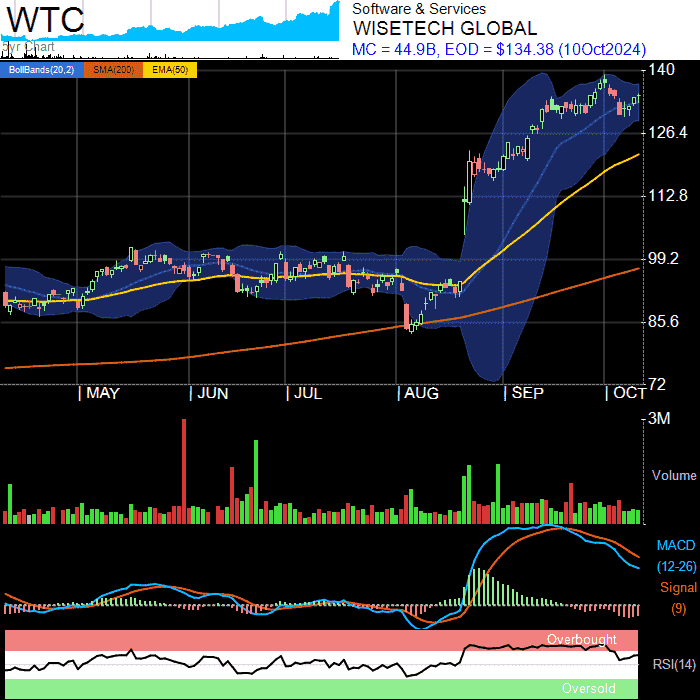 WTC
5yr Chart
Software & Services
WISETECH GLOBAL
MC = 44.9B, EOD = $134.38 (10Oct2024)
BollBands(20,2) SMA(200) EMA(50)
140
126.4
112.8
99.2
85.6
72
MAY JUN JUL AUG SEP OCT
3M
Volume
MACD
(12-26)
Signal
(9)
Overbought
RSI(14)
Oversold